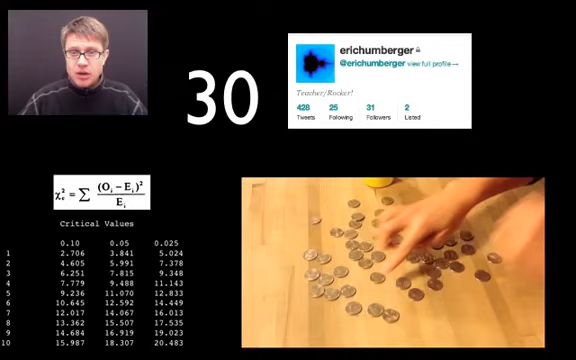 30
erichumberger
@erichumberger view full profile →
Teacher/Rocker!
428 25 31 2
Tweets Following Followers Listed
χc² = ∑ (Oi − Ei)² / Ei
Critical Values
0.10 0.05 0.025
1 2.706 3.841 5.024
2 4.605 5.991 7.378
3 6.251 7.815 9.348
4 7.779 9.488 11.143
5 9.236 11.070 12.833
6 10.645 12.592 14.449
7 12.017 14.067 16.013
8 13.362 15.507 17.535
9 14.684 16.919 19.023
10 15.987 18.307 20.483